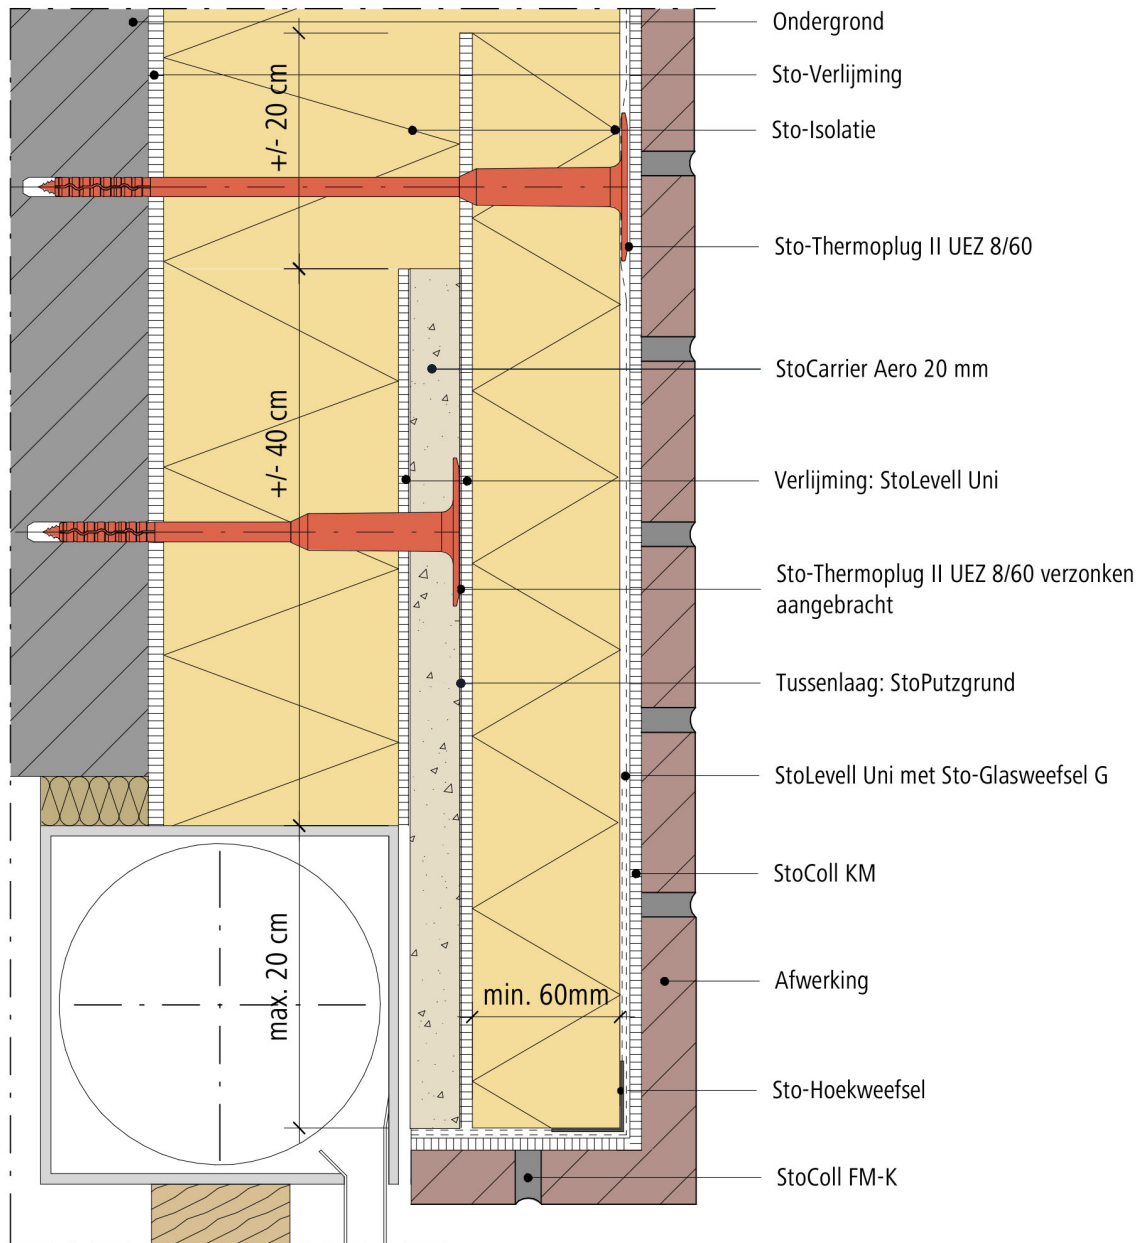 Ondergrond
Sto-Verlijming
Sto-Isolatie
+/- 20 cm
Sto-Thermoplug II UEZ 8/60
StoCarrier Aero 20 mm
+/- 40 cm
Verlijming: StoLevell Uni
Sto-Thermoplug II UEZ 8/60 verzonken
aangebracht
Tussenlaag: StoPutzgrund
StoLevell Uni met Sto-Glasweefsel G
StoColl KM
max. 20 cm
min. 60mm
Afwerking
Sto-Hoekweefsel
StoColl FM-K